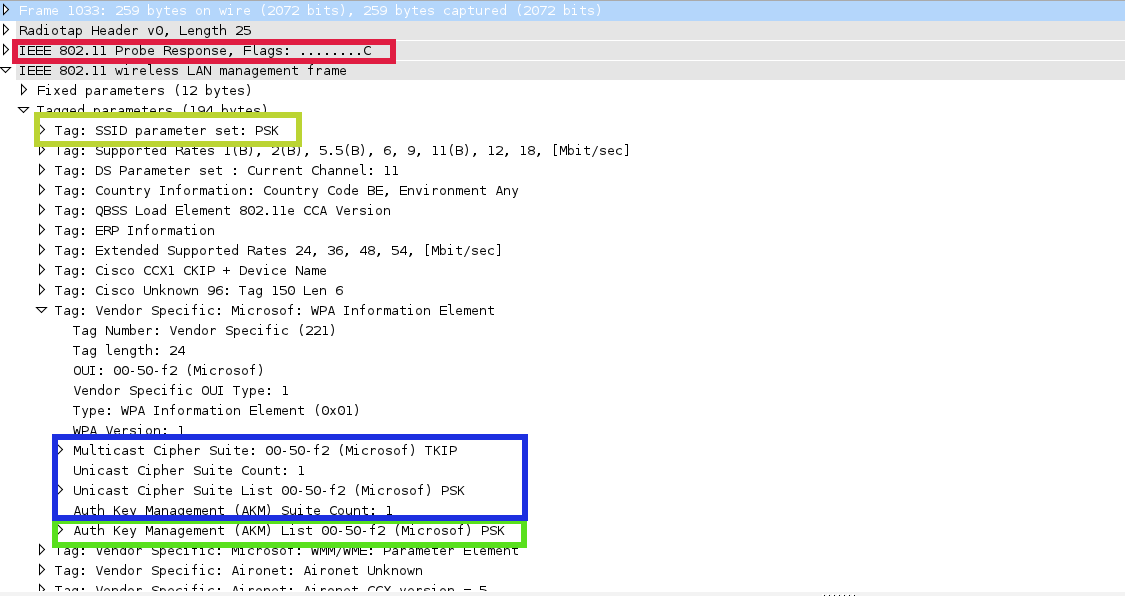 Frame 1033: 259 bytes on wire (2072 bits), 259 bytes captured (2072 bits)
Radiotap Header v0, Length 25
IEEE 802.11 Probe Response, Flags: ........C
IEEE 802.11 wireless LAN management frame
Fixed parameters (12 bytes)
Tagged parameters (194 bytes)
Tag: SSID parameter set: PSK
Tag: Supported Rates 1(B), 2(B), 5.5(B), 6, 9, 11(B), 12, 18, [Mbit/sec]
Tag: DS Parameter set : Current Channel: 11
Tag: Country Information: Country Code BE, Environment Any
Tag: QBSS Load Element 802.11e CCA Version
Tag: ERP Information
Tag: Extended Supported Rates 24, 36, 48, 54, [Mbit/sec]
Tag: Cisco CCX1 CKIP + Device Name
Tag: Cisco Unknown 96: Tag 150 Len 6
Tag: Vendor Specific: Microsof: WPA Information Element
Tag Number: Vendor Specific (221)
Tag length: 24
OUI: 00-50-f2 (Microsof)
Vendor Specific OUI Type: 1
Type: WPA Information Element (0x01)
WPA Version: 1
Multicast Cipher Suite: 00-50-f2 (Microsof) TKIP
Unicast Cipher Suite Count: 1
Unicast Cipher Suite List 00-50-f2 (Microsof) PSK
Auth Key Management (AKM) Suite Count: 1
Auth Key Management (AKM) List 00-50-f2 (Microsof) PSK
Tag: Vendor Specific: Microsof: WMM/WME: Parameter Element
Tag: Vendor Specific: Aironet: Aironet Unknown
Tag: Vendor Specific: Aironet: Aironet CCX version = 5